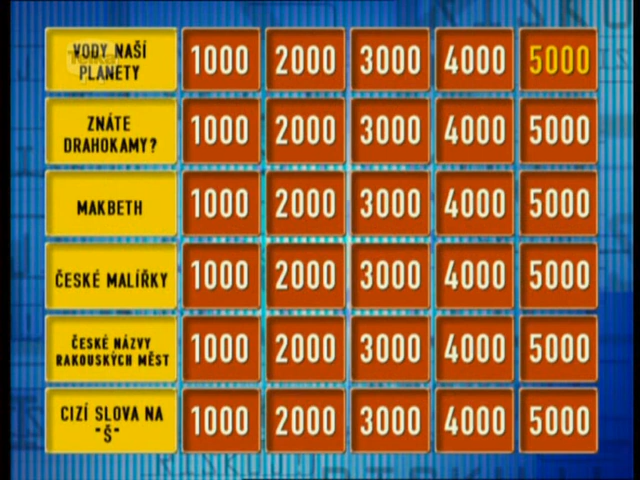 VODY NAŠÍ
PLANETY
1000 2000 3000 4000 5000
ZNÁTE
DRAHOKAMY?
1000 2000 3000 4000 5000
MAKBETH
1000 2000 3000 4000 5000
ČESKÉ MALÍŘKY
1000 2000 3000 4000 5000
ČESKÉ NÁZVY
RAKOUSKÝCH MĚST
1000 2000 3000 4000 5000
CIZÍ SLOVA NA
"Š"
1000 2000 3000 4000 5000